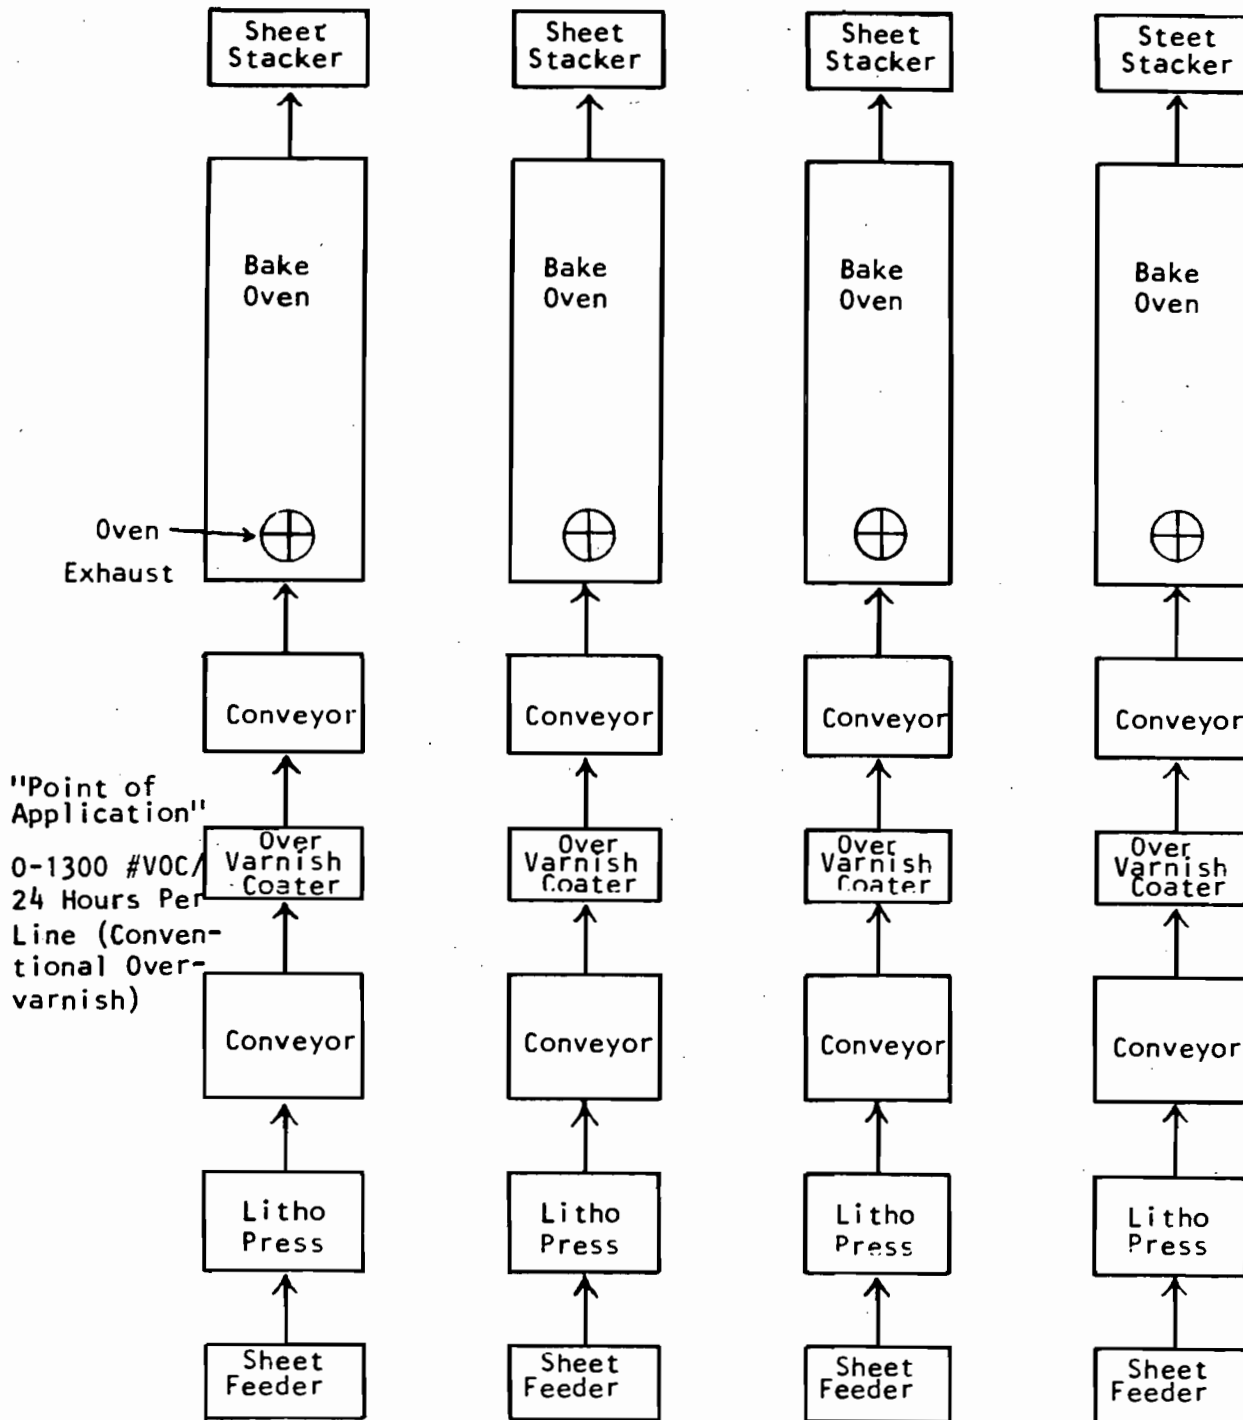 Sheet
Stacker
Sheet
Stacker
Sheet
Stacker
Steet
Stacker
Bake
Oven
Bake
Oven
Bake
Oven
Bake
Oven
Oven
Exhaust
Conveyor
Conveyor
Conveyor
Conveyor
"Point of
Application"
0-1300 #VOC/
24 Hours Per
Line (Conven-
tional Over-
varnish)
Over
Varnish
Coater
Over
Varnish
Coater
Over
Varnish
Coater
Over
Varnish
Coater
Conveyor
Conveyor
Conveyor
Conveyor
Litho
Press
Litho
Press
Litho
Press
Litho
Press
Sheet
Feeder
Sheet
Feeder
Sheet
Feeder
Sheet
Feeder